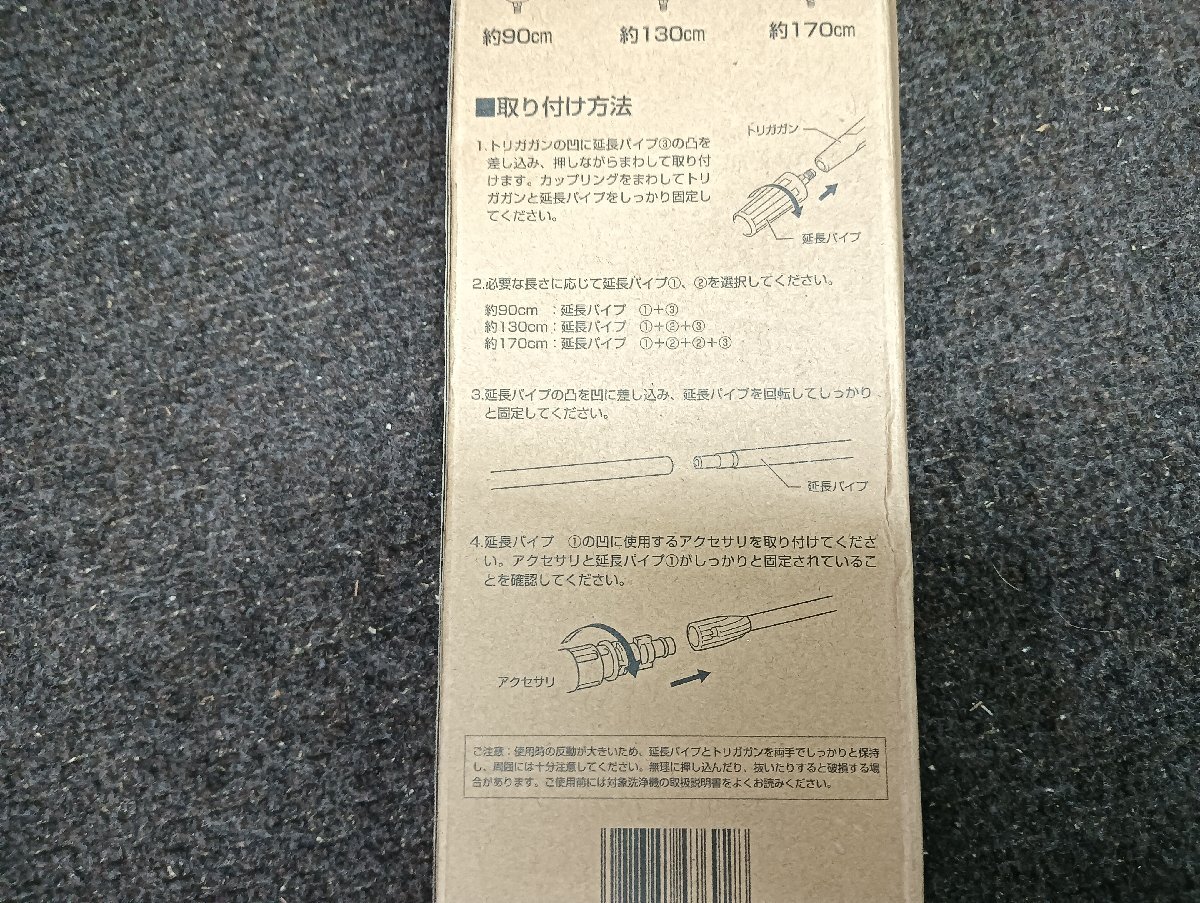 約90cm 約130cm 約170cm
■取り付け方法
トリガガン
1.トリガガンの凹に延長パイプ③の凸を
差し込み、押しながらまわして取り付
けます。カップリングをまわしてトリ
ガガンと延長パイプをしっかり固定し
てください。
延長パイプ
2.必要な長さに応じて延長パイプ①、②を選択してください。
約90cm ：延長パイプ ①+③
約130cm：延長パイプ ①+②+③
約170cm：延長パイプ ①+②+②+③
3.延長パイプの凸を凹に差し込み、延長パイプを回転してしっかり
と固定してください。
延長パイプ
4.延長パイプ ①の凹に使用するアクセサリを取り付けてくださ
い。アクセサリと延長パイプ①がしっかりと固定されているこ
とを確認してください。
アクセサリ
ご注意：使用時の反動が大きいため、延長パイプとトリガガンを両手でしっかりと保持
し、周囲には十分注意してください。無理に押し込んだり、抜いたりすると破損する場
合があります。ご使用前には対象洗浄機の取扱説明書をよくお読みください。